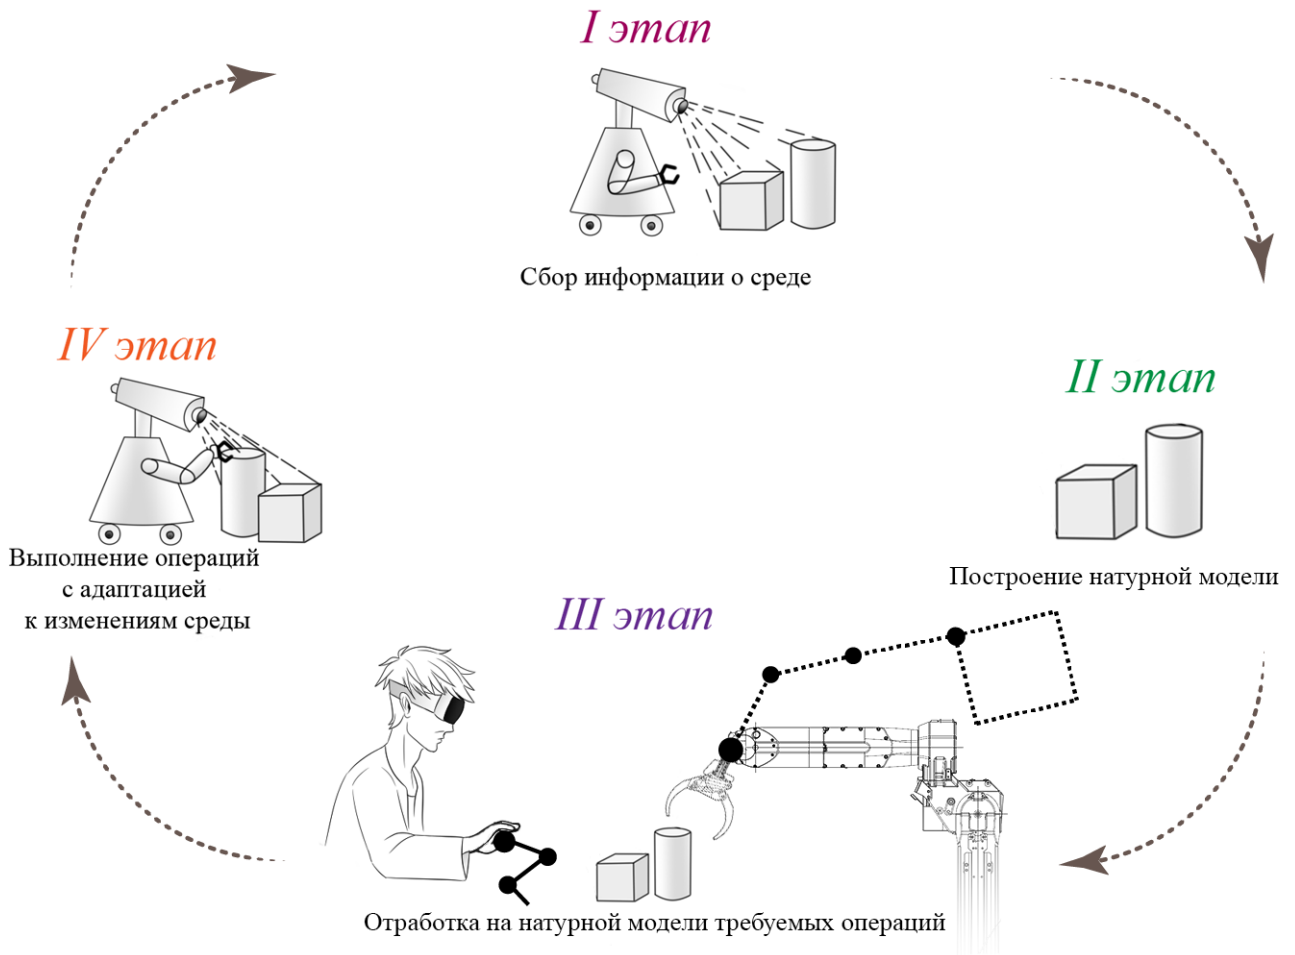 I этап
Сбор информации о среде
II этап
Построение натурной модели
III этап
Отработка на натурной модели требуемых операций
IV этап
Выполнение операций
с адаптацией
к изменениям среды